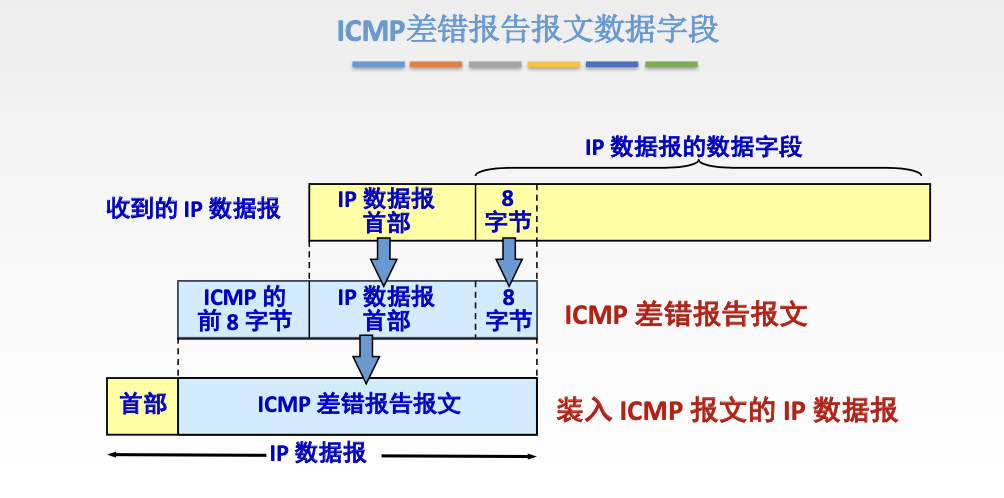 ICMP差错报告报文数据字段
IP 数据报的数据字段
收到的 IP 数据报
IP 数据报
首部
8
字节
ICMP 的
前 8 字节
IP 数据报
首部
8
字节
ICMP 差错报告报文
首部
ICMP 差错报告报文
装入 ICMP 报文的 IP 数据报
IP 数据报